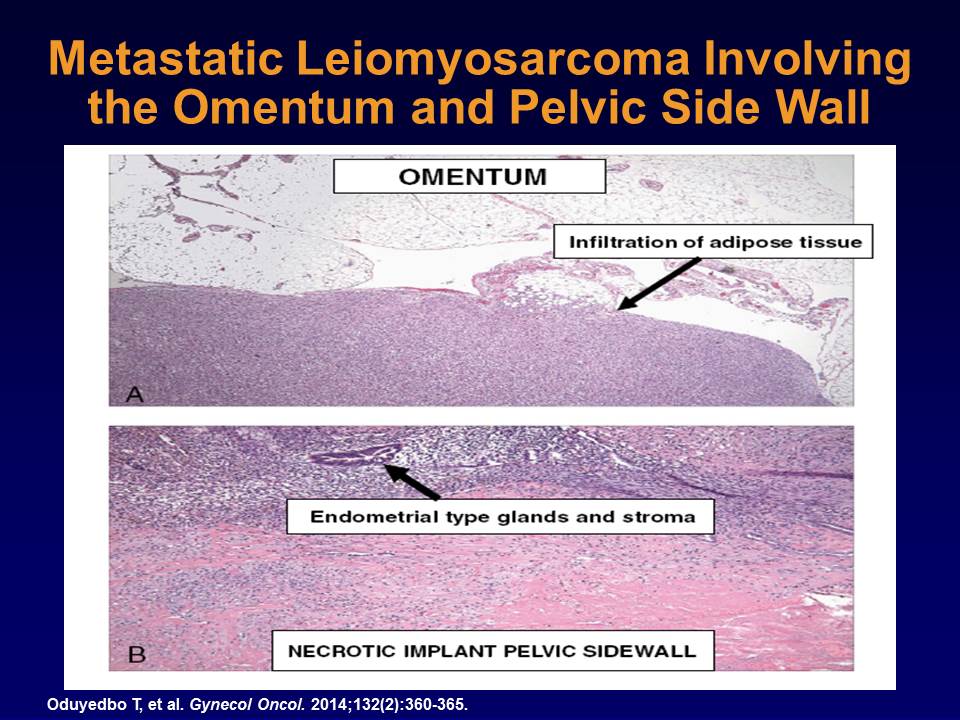 Metastatic Leiomyosarcoma Involving
the Omentum and Pelvic Side Wall
OMENTUM
Infiltration of adipose tissue
A
Endometrial type glands and stroma
B
NECROTIC IMPLANT PELVIC SIDEWALL
Oduyedbo T, et al. Gynecol Oncol. 2014;132(2):360-365.